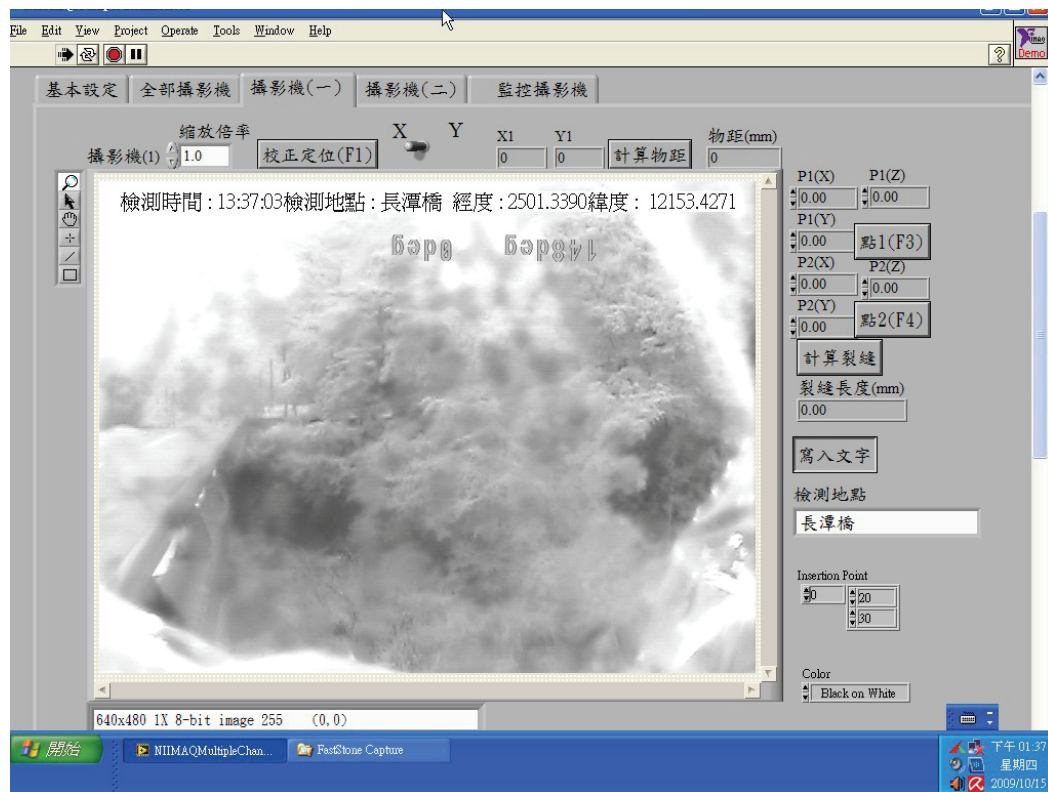 File Edit View Project Operate Tools Window Help
Demo
基本設定 全部攝影機 攝影機(一) 攝影機(二) 監控攝影機
縮放倍率
攝影機(1) 1.0
校正定位(F1)
X Y
X1 Y1
0 0
計算物距
物距(mm)
0
檢測時間 : 13:37:03檢測地點 : 長潭橋 經度 : 2501.3390緯度 : 12153.4271
0deg 148deg
P1(X) P1(Z)
0.00 0.00
P1(Y)
0.00 點1(F3)
P2(X) P2(Z)
0.00 0.00
P2(Y)
0.00 點2(F4)
計算裂縫
裂縫長度(mm)
0.00
寫入文字
檢測地點
長潭橋
Insertion Point
0 20
30
Color
Black on White
640x480 1X 8-bit image 255 (0,0)
開始 NIIMAQMultipleChan... FastStone Capture
下午 01:37
星期四
2009/10/15